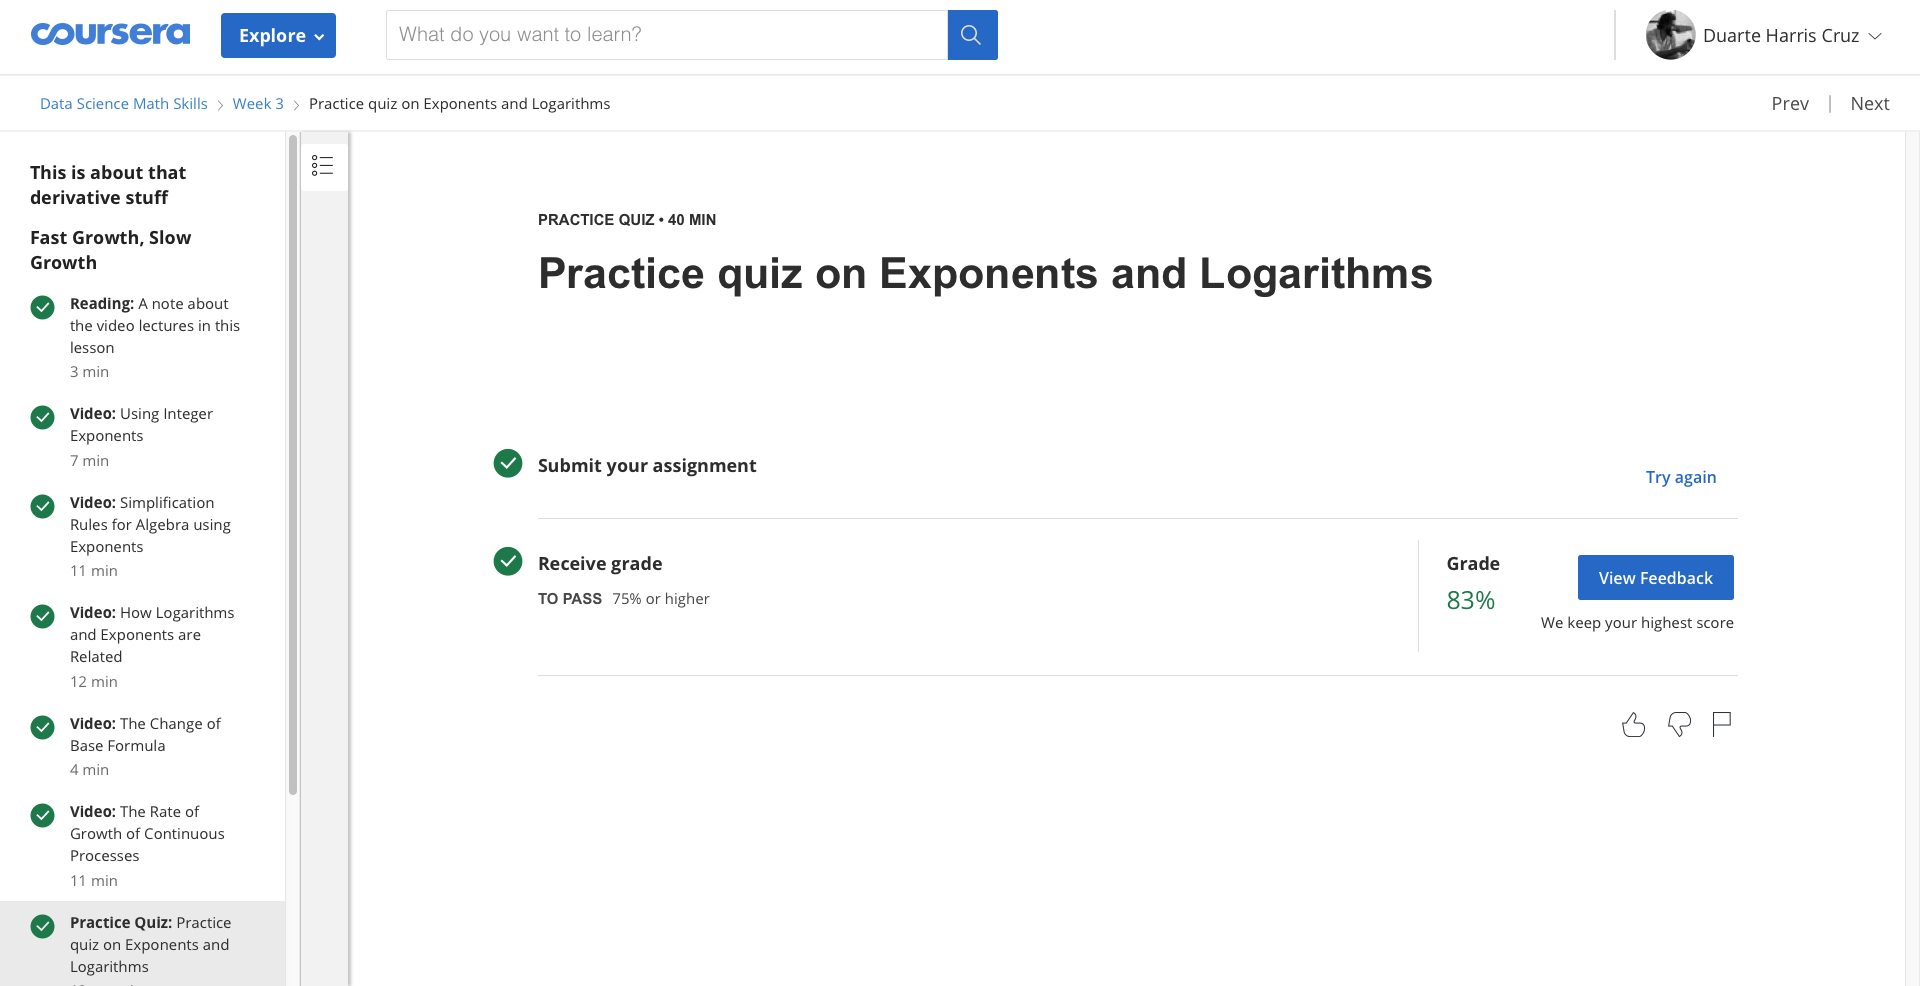 coursera
Explore
What do you want to learn?
Duarte Harris Cruz
Data Science Math Skills > Week 3 > Practice quiz on Exponents and Logarithms
Prev | Next
This is about that
derivative stuff
Fast Growth, Slow
Growth
Reading: A note about
the video lectures in this
lesson
3 min
Video: Using Integer
Exponents
7 min
Video: Simplification
Rules for Algebra using
Exponents
11 min
Video: How Logarithms
and Exponents are
Related
12 min
Video: The Change of
Base Formula
4 min
Video: The Rate of
Growth of Continuous
Processes
11 min
Practice Quiz: Practice
quiz on Exponents and
Logarithms
PRACTICE QUIZ • 40 MIN
Practice quiz on Exponents and Logarithms
Submit your assignment
Try again
Receive grade
TO PASS 75% or higher
Grade
83%
View Feedback
We keep your highest score